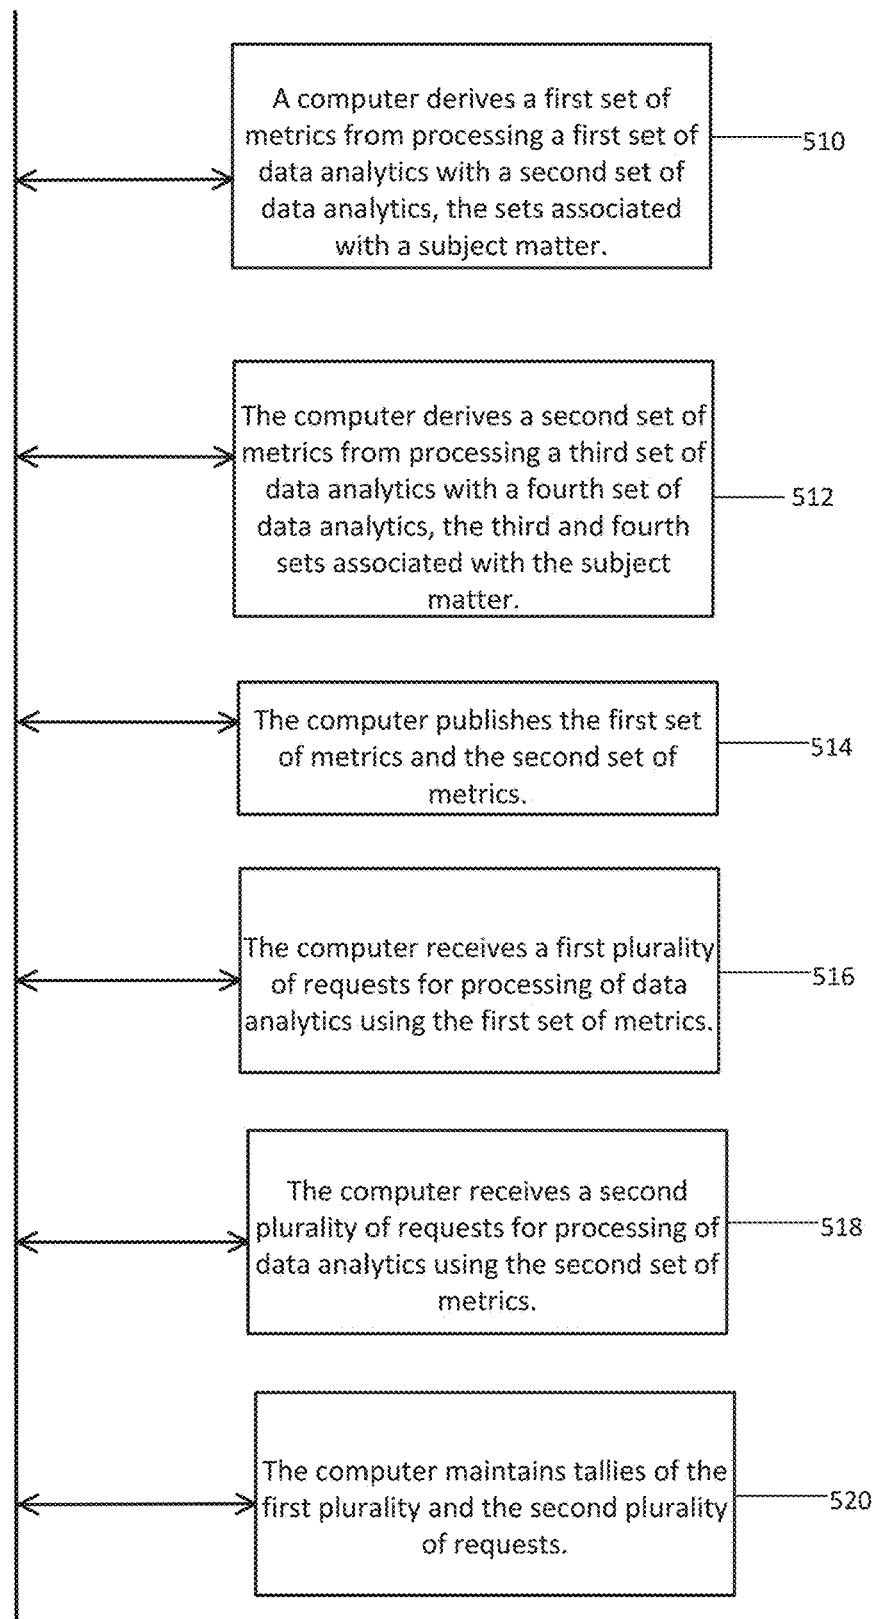 A computer derives a first set of
metrics from processing a first set of
data analytics with a second set of
data analytics, the sets associated
with a subject matter.
510
The computer derives a second set of
metrics from processing a third set of
data analytics with a fourth set of
data analytics, the third and fourth
sets associated with the subject
matter.
512
The computer publishes the first set
of metrics and the second set of
metrics.
514
The computer receives a first plurality
of requests for processing of data
analytics using the first set of metrics.
516
The computer receives a second
plurality of requests for processing of
data analytics using the second set of
metrics.
518
The computer maintains tallies of the
first plurality and the second plurality
of requests.
520